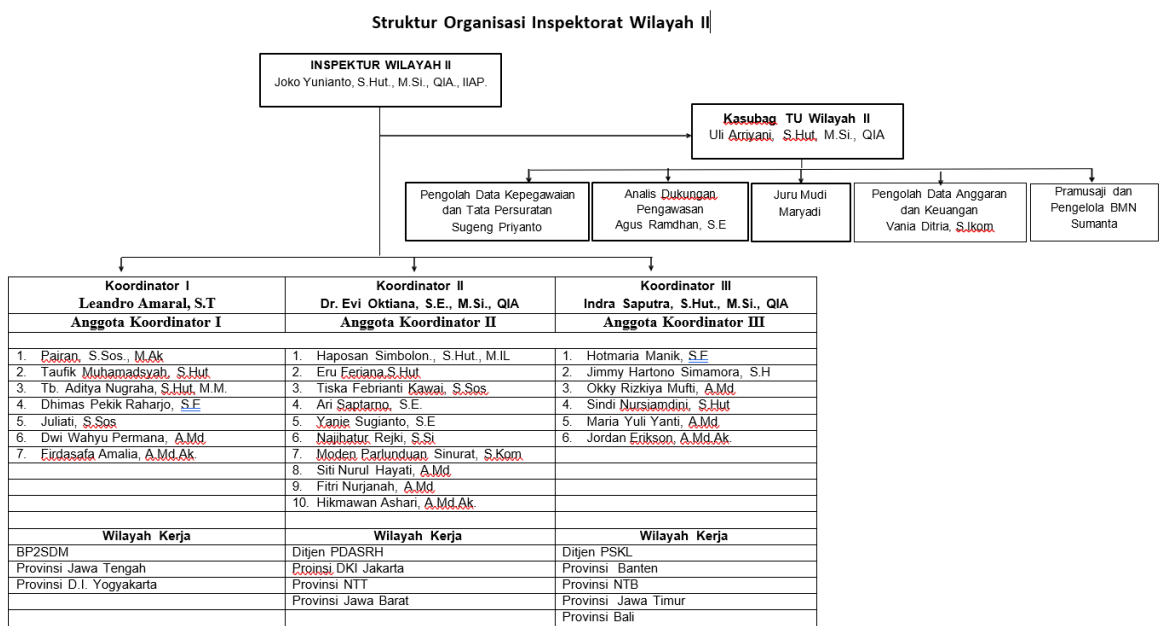 Struktur Organisasi Inspektorat Wilayah II
INSPEKTUR WILAYAH II
Joko Yunianto, S.Hut., M.Si., QIA., IIAP.
Kasubag TU Wilayah II
Uli Arriyani, S.Hut, M.Si., QIA
Pengolah Data Kepegawaian
dan Tata Persuratan
Sugeng Priyanto
Analis Dukungan
Pengawasan
Agus Ramdhan, S.E
Juru Mudi
Maryadi
Pengolah Data Anggaran
dan Keuangan
Vania Ditria, S.Ikom
Pramusaji dan
Pengelola BMN
Sumanta
Koordinator I
Leandro Amaral, S.T
Anggota Koordinator I
1. Pairan, S.Sos., M.Ak
2. Taufik Muhamadsyah, S.Hut
3. Tb. Aditya Nugraha, S.Hut, M.M.
4. Dhimas Pekik Raharjo, S.E
5. Juliati, S.Sos
6. Dwi Wahyu Permana, A.Md
7. Firdasafa Amalia, A.Md.Ak.
Wilayah Kerja
BP2SDM
Provinsi Jawa Tengah
Provinsi D.I. Yogyakarta
Koordinator II
Dr. Evi Oktiana, S.E., M.Si., QIA
Anggota Koordinator II
1. Haposan Simbolon., S.Hut., M.IL
2. Eru Feriana,S.Hut
3. Tiska Febrianti Kawai, S.Sos
4. Ari Saptarno, S.E.
5. Yanie Sugianto, S.E
6. Najihatur Rejki, S.Si
7. Moden Parlunduan Sinurat, S.Kom
8. Siti Nurul Hayati, A.Md
9. Fitri Nurjanah, A.Md
10. Hikmawan Ashari, A.Md.Ak.
Wilayah Kerja
Ditjen PDASRH
Proinsi DKI Jakarta
Provinsi NTT
Provinsi Jawa Barat
Koordinator III
Indra Saputra, S.Hut., M.Si., QIA
Anggota Koordinator III
1. Hotmaria Manik, S.E
2. Jimmy Hartono Simamora, S.H
3. Okky Rizkiya Mufti, A.Md
4. Sindi Nursiamdini, S.Hut
5. Maria Yuli Yanti, A.Md
6. Jordan Erikson, A.Md.Ak.
Wilayah Kerja
Ditjen PSKL
Provinsi Banten
Provinsi NTB
Provinsi Jawa Timur
Provinsi Bali